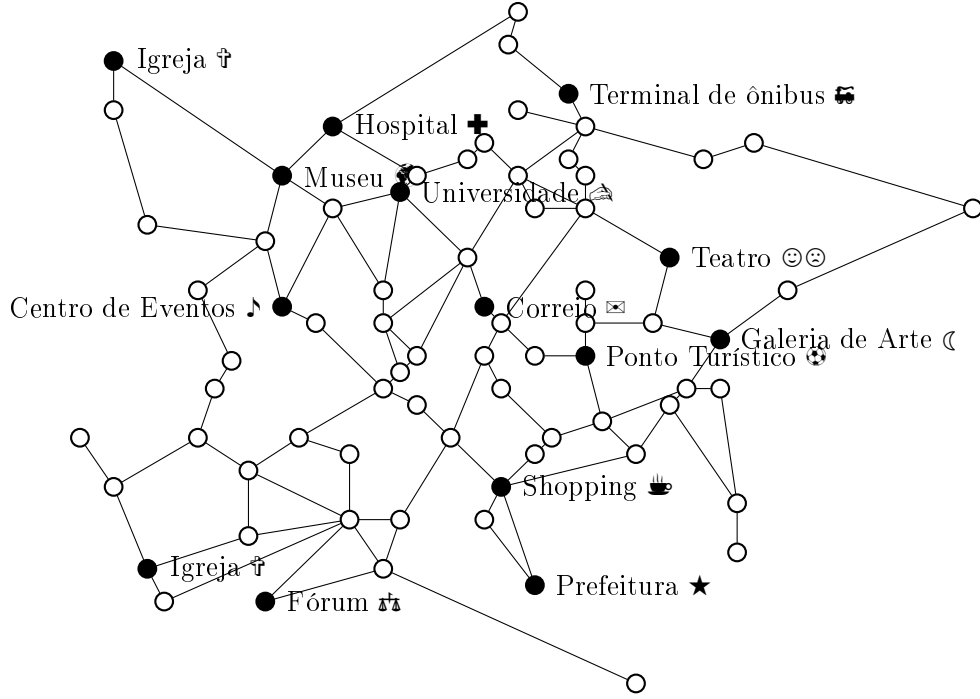 Igreja ✞
Terminal de ônibus
Hospital ✚
Museu
Universidade
Teatro ☺☹
Centro de Eventos ♪
Correio ✉
Galeria de Arte ☾
Ponto Turístico ⚽
Shopping ☕
Igreja ✞
Prefeitura ★
Fórum ⚖